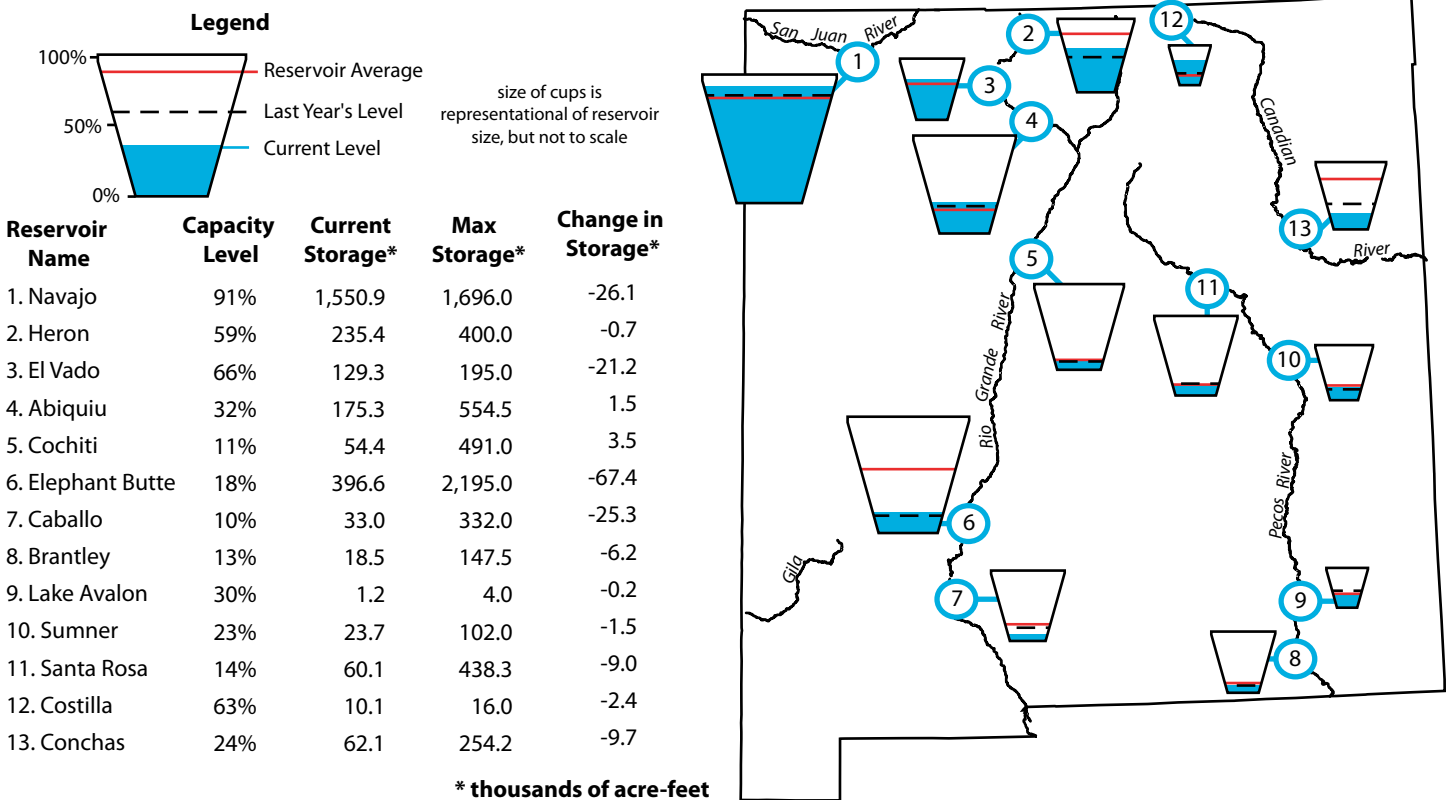 Legend
100%
50%
0%
Reservoir Average
Last Year's Level
Current Level
size of cups is
representational of reservoir
size, but not to scale
Reservoir Name Capacity Level Current Storage* Max Storage* Change in Storage*
1. Navajo 91% 1,550.9 1,696.0 -26.1
2. Heron 59% 235.4 400.0 -0.7
3. El Vado 66% 129.3 195.0 -21.2
4. Abiquiu 32% 175.3 554.5 1.5
5. Cochiti 11% 54.4 491.0 3.5
6. Elephant Butte 18% 396.6 2,195.0 -67.4
7. Caballo 10% 33.0 332.0 -25.3
8. Brantley 13% 18.5 147.5 -6.2
9. Lake Avalon 30% 1.2 4.0 -0.2
10. Sumner 23% 23.7 102.0 -1.5
11. Santa Rosa 14% 60.1 438.3 -9.0
12. Costilla 63% 10.1 16.0 -2.4
13. Conchas 24% 62.1 254.2 -9.7
* thousands of acre-feet
San Juan River
1
2
3
4
12
Canadian
13
River
5
11
Rio Grande River
10
Pecos River
6
Gila
7
9
8